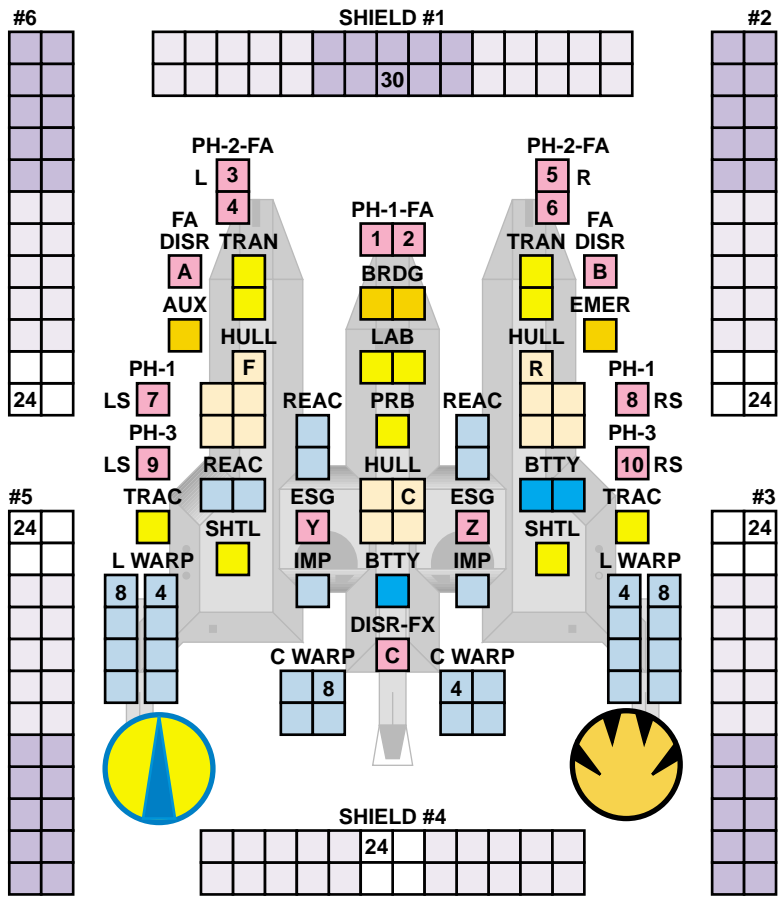 #6 SHIELD #1 #2
30
PH-2-FA PH-2-FA
L 3 5 R
4 6
PH-1-FA
FA FA
DISR TRAN 1 2 TRAN DISR
A BRDG B
AUX EMER
HULL LAB HULL
F R
PH-1 PH-1
24 LS 7 REAC PRB REAC 8 RS 24
PH-3 PH-3
LS 9 REAC HULL BTTY 10 RS
#5 TRAC ESG C ESG TRAC #3
24 SHTL Y Z SHTL 24
L WARP IMP BTTY IMP L WARP
8 4 4 8
DISR-FX
C WARP C C WARP
8 4
SHIELD #4
24